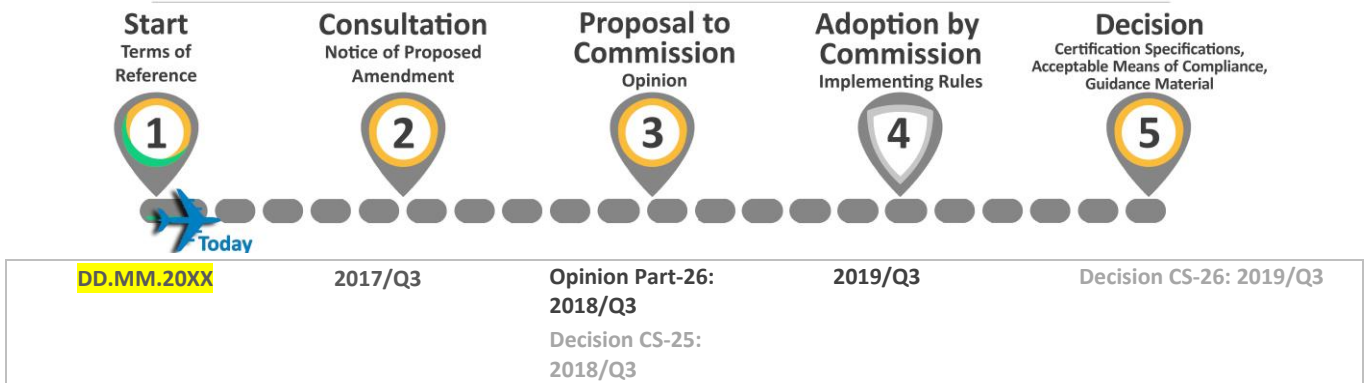 Start
Terms of
Reference
1
Consultation
Notice of Proposed
Amendment
2
Proposal to
Commission
Opinion
3
Adoption by
Commission
Implementing Rules
4
Decision
Certification Specifications,
Acceptable Means of Compliance,
Guidance Material
5
Today
DD.MM.20XX
2017/Q3
Opinion Part-26:
2018/Q3
Decision CS-25:
2018/Q3
2019/Q3
Decision CS-26: 2019/Q3